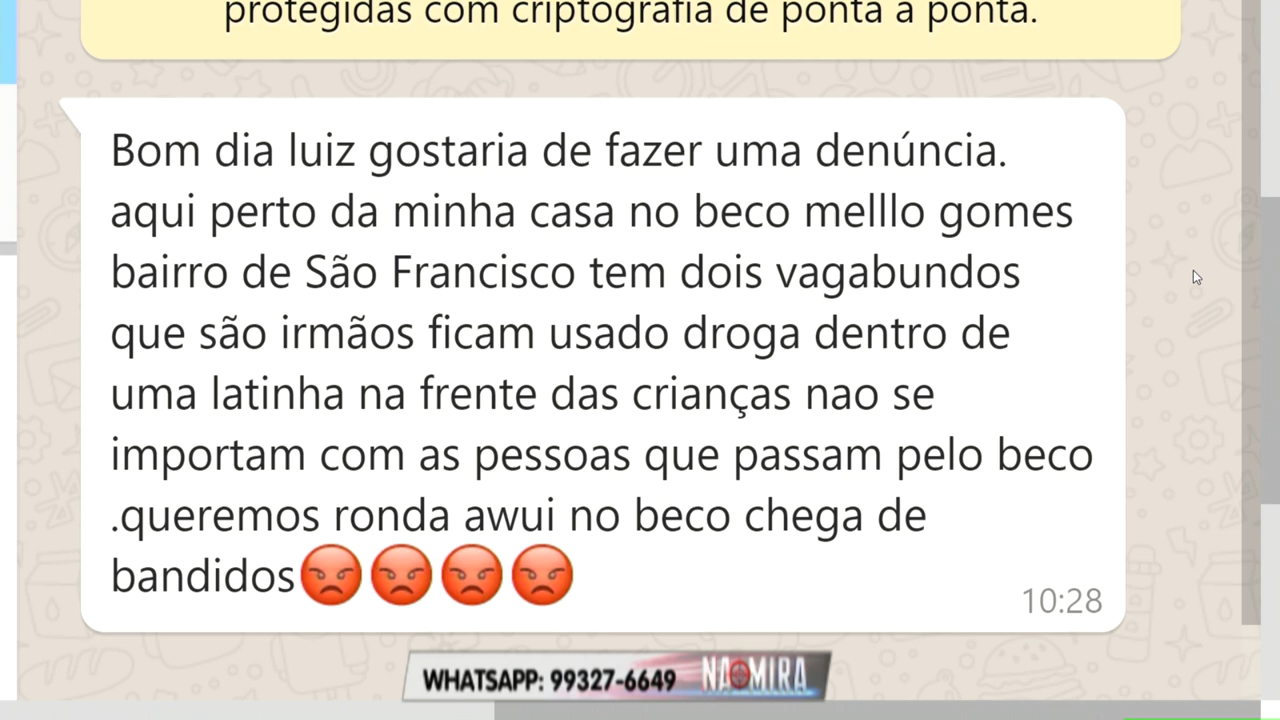 protegidas com criptografia de ponta a ponta.
Bom dia luiz gostaria de fazer uma denúncia.
aqui perto da minha casa no beco melllo gomes
bairro de São Francisco tem dois vagabundos
que são irmãos ficam usado droga dentro de
uma latinha na frente das crianças nao se
importam com as pessoas que passam pelo beco
.queremos ronda awui no beco chega de
bandidos😡😡😡😡
10:28
WHATSAPP: 99327-6649 NA MIRA